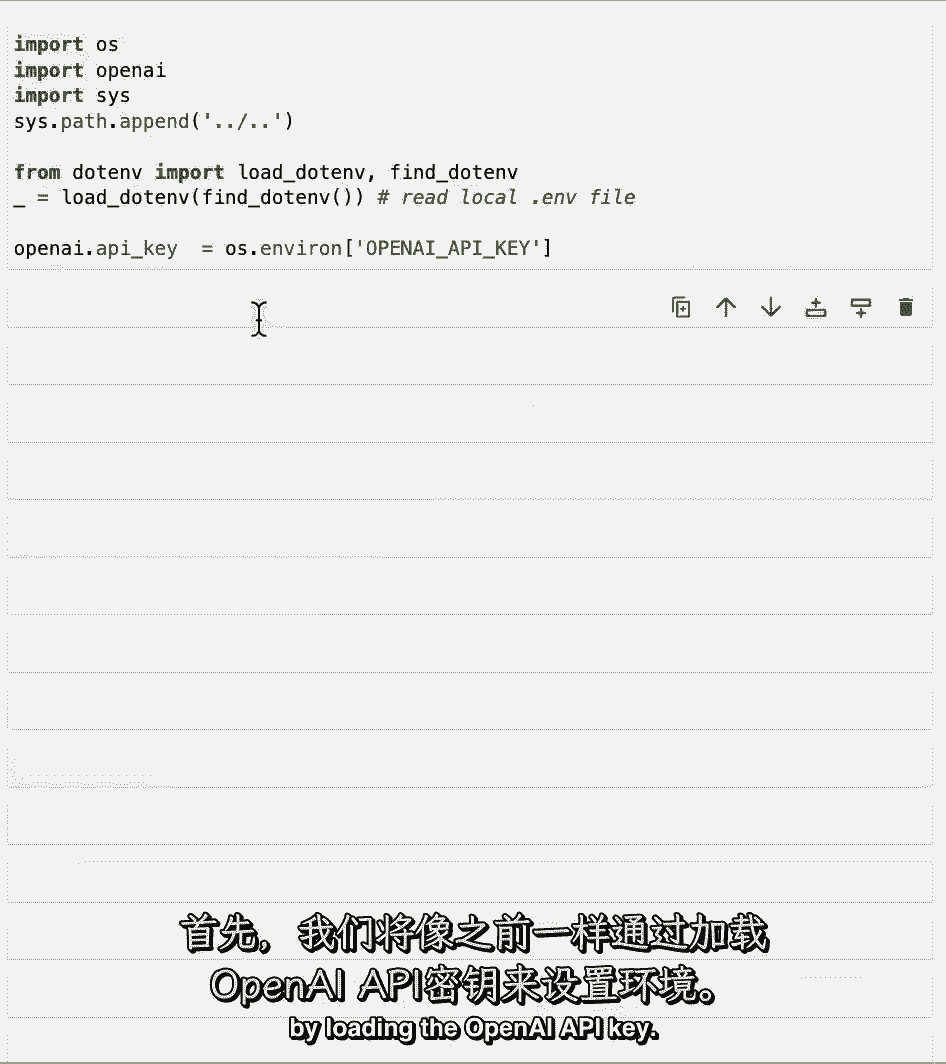 import os
import openai
import sys
sys.path.append('../..')
from dotenv import load_dotenv, find_dotenv
_ = load_dotenv(find_dotenv()) # read local .env file
openai.api_key  = os.environ['OPENAI_API_KEY']
首先，我们将像之前一样通过加载
OpenAI API密钥来设置环境。
by loading the OpenAI API key.